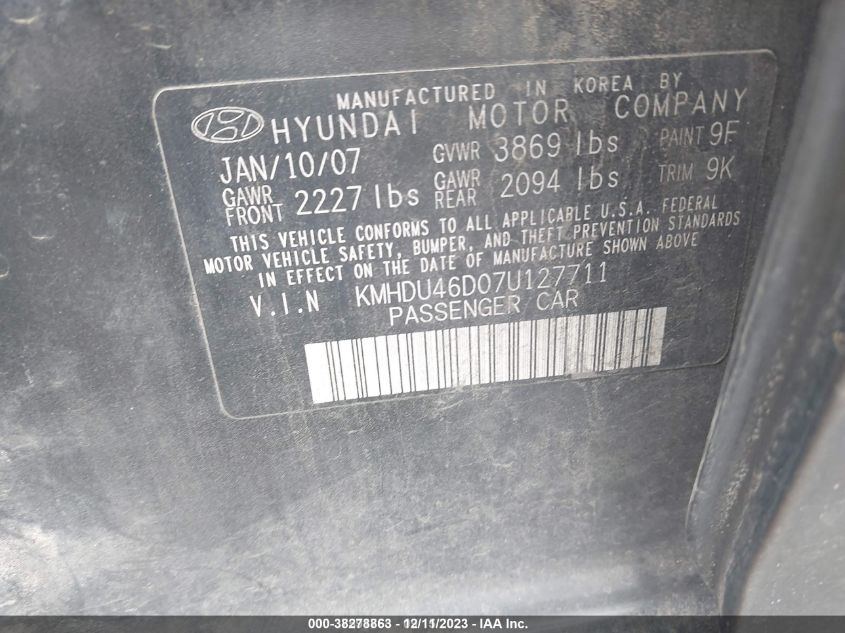 MANUFACTURED IN KOREA BY
HYUNDAI MOTOR COMPANY
JAN/10/07 GVWR 3869 lbs PAINT 9F
GAWR FRONT 2227 lbs GAWR REAR 2094 lbs TRIM 9K
THIS VEHICLE CONFORMS TO ALL APPLICABLE U.S.A. FEDERAL
MOTOR VEHICLE SAFETY, BUMPER, AND THEFT PREVENTION STANDARDS
IN EFFECT ON THE DATE OF MANUFACTURE SHOWN ABOVE
V.I.N KMHDU46D07U127711
PASSENGER CAR
000-38278863 - 12/11/2023 - IAA Inc.